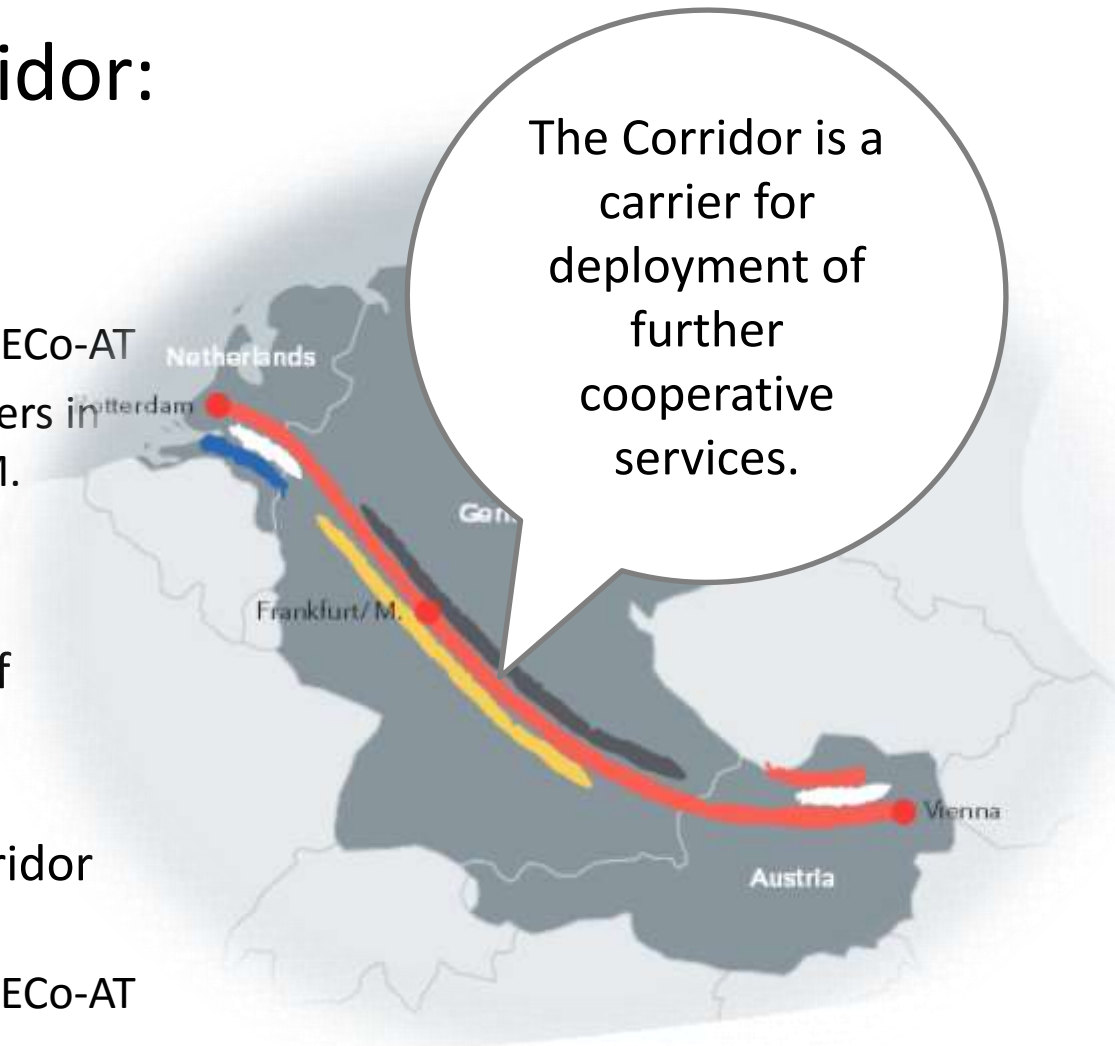 idor:
The Corridor is a
carrier for
deployment of
further
cooperative
services.
ECo-AT
Netherlands
ers in
otterdam
Frankfurt/ M.
f
ridor
Vienna
Austria
ECo-AT